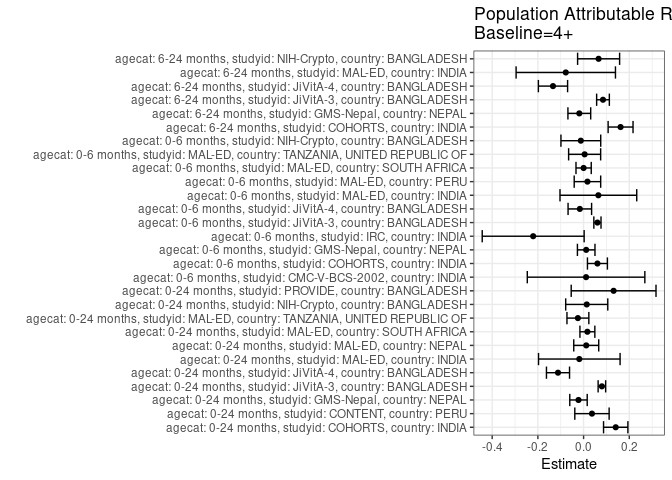 Population Attributable R
Baseline=4+
agecat: 6-24 months, studyid: NIH-Crypto, country: BANGLADESH
agecat: 6-24 months, studyid: MAL-ED, country: INDIA
agecat: 6-24 months, studyid: JiVitA-4, country: BANGLADESH
agecat: 6-24 months, studyid: JiVitA-3, country: BANGLADESH
agecat: 6-24 months, studyid: GMS-Nepal, country: NEPAL
agecat: 6-24 months, studyid: COHORTS, country: INDIA
agecat: 0-6 months, studyid: NIH-Crypto, country: BANGLADESH
agecat: 0-6 months, studyid: MAL-ED, country: TANZANIA, UNITED REPUBLIC OF
agecat: 0-6 months, studyid: MAL-ED, country: SOUTH AFRICA
agecat: 0-6 months, studyid: MAL-ED, country: PERU
agecat: 0-6 months, studyid: MAL-ED, country: INDIA
agecat: 0-6 months, studyid: JiVitA-4, country: BANGLADESH
agecat: 0-6 months, studyid: JiVitA-3, country: BANGLADESH
agecat: 0-6 months, studyid: IRC, country: INDIA
agecat: 0-6 months, studyid: GMS-Nepal, country: NEPAL
agecat: 0-6 months, studyid: COHORTS, country: INDIA
agecat: 0-6 months, studyid: CMC-V-BCS-2002, country: INDIA
agecat: 0-24 months, studyid: PROVIDE, country: BANGLADESH
agecat: 0-24 months, studyid: NIH-Crypto, country: BANGLADESH
agecat: 0-24 months, studyid: MAL-ED, country: TANZANIA, UNITED REPUBLIC OF
agecat: 0-24 months, studyid: MAL-ED, country: SOUTH AFRICA
agecat: 0-24 months, studyid: MAL-ED, country: NEPAL
agecat: 0-24 months, studyid: MAL-ED, country: INDIA
agecat: 0-24 months, studyid: JiVitA-4, country: BANGLADESH
agecat: 0-24 months, studyid: JiVitA-3, country: BANGLADESH
agecat: 0-24 months, studyid: GMS-Nepal, country: NEPAL
agecat: 0-24 months, studyid: CONTENT, country: PERU
agecat: 0-24 months, studyid: COHORTS, country: INDIA
-0.4 -0.2 0.0 0.2
Estimate